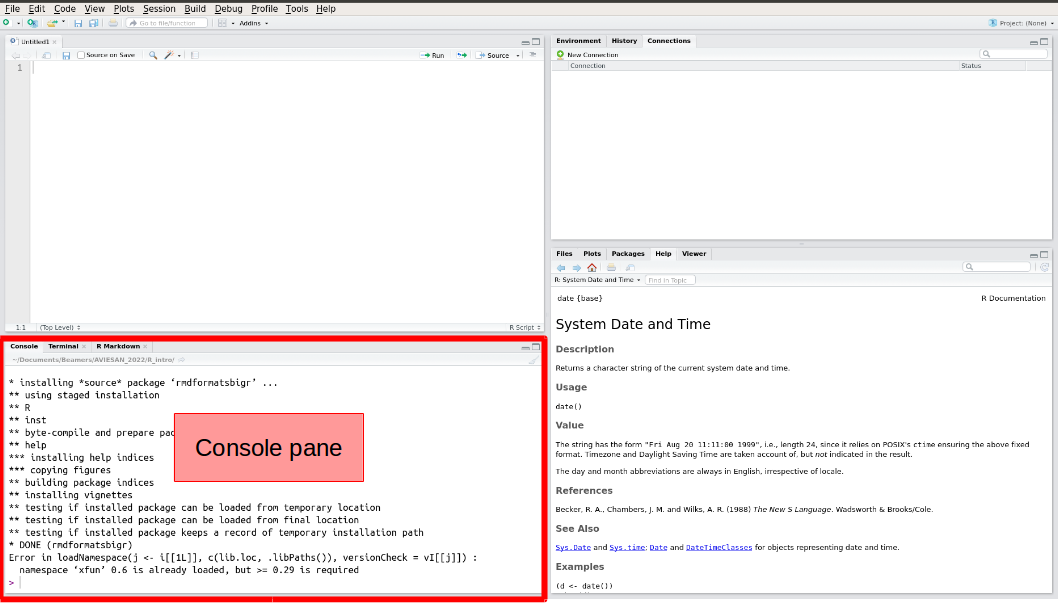 File Edit Code View Plots Session Build Debug Profile Tools Help
Go to file/function Addins Project: (None)
Untitled1
Source on Save Run Source
1
1:1 (Top Level) R Script
Console Terminal R Markdown
~/Documents/Beamers/AVIESAN_2022/R_intro/
* installing *source* package ‘rmdformatsbigr’ ...
** using staged installation
** R
** inst
** byte-compile and prepare pac
** help
*** installing help indices
*** copying figures
** building package indices
** installing vignettes
** testing if installed package can be loaded from temporary location
** testing if installed package can be loaded from final location
** testing if installed package keeps a record of temporary installation path
* DONE (rmdformatsbigr)
Error in loadNamespace(j <- i[[1L]], c(lib.loc, .libPaths()), versionCheck = vI[[j]]) :
namespace ‘xfun’ 0.6 is already loaded, but >= 0.29 is required
>
Console pane
Environment History Connections
New Connection
Connection Status
Files Plots Packages Help Viewer
R: System Date and Time Find in Topic
date {base} R Documentation
System Date and Time
Description
Returns a character string of the current system date and time.
Usage
date()
Value
The string has the form "Fri Aug 20 11:11:00 1999", i.e., length 24, since it relies on POSIX's ctime ensuring the above fixed
format. Timezone and Daylight Saving Time are taken account of, but not indicated in the result.
The day and month abbreviations are always in English, irrespective of locale.
References
Becker, R. A., Chambers, J. M. and Wilks, A. R. (1988) The New S Language. Wadsworth & Brooks/Cole.
See Also
Sys.Date and Sys.time; Date and DateTimeClasses for objects representing date and time.
Examples
(d <- date())